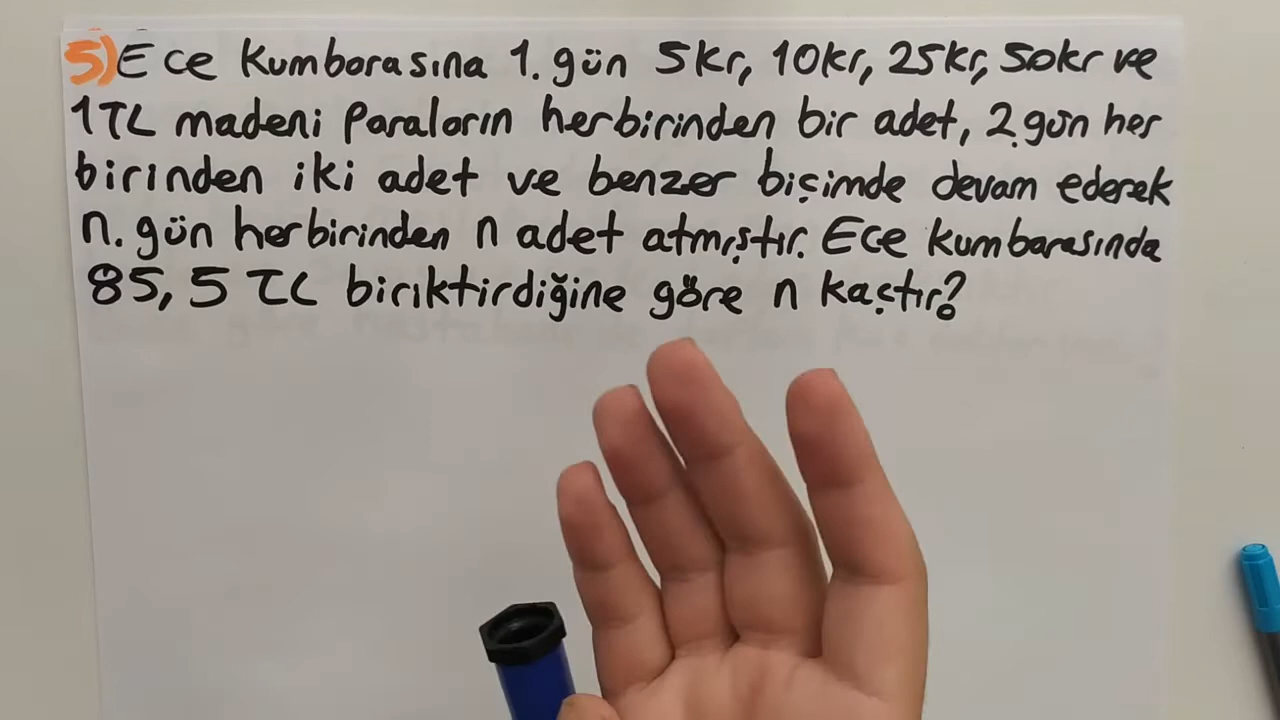 5) Ece kumbarasına 1. gün 5kr, 10kr, 25kr, 50kr ve
1TL madeni paraların herbirinden bir adet, 2. gün her
birinden iki adet ve benzer biçimde devam ederek
n. gün herbirinden n adet atmıştır. Ece kumbarasında
85,5 TL biriktirdiğine göre n kaçtır?